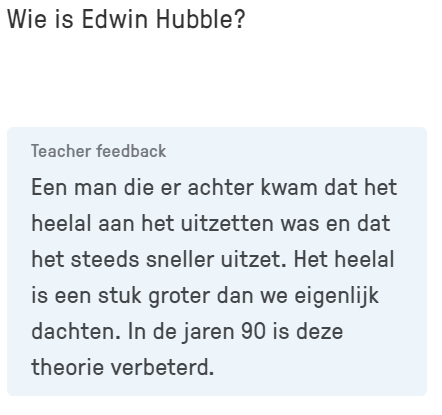 Wie is Edwin Hubble?
Teacher feedback
Een man die er achter kwam dat het
heelal aan het uitzetten was en dat
het steeds sneller uitzet. Het heelal
is een stuk groter dan we eigenlijk
dachten. In de jaren 90 is deze
theorie verbeterd.